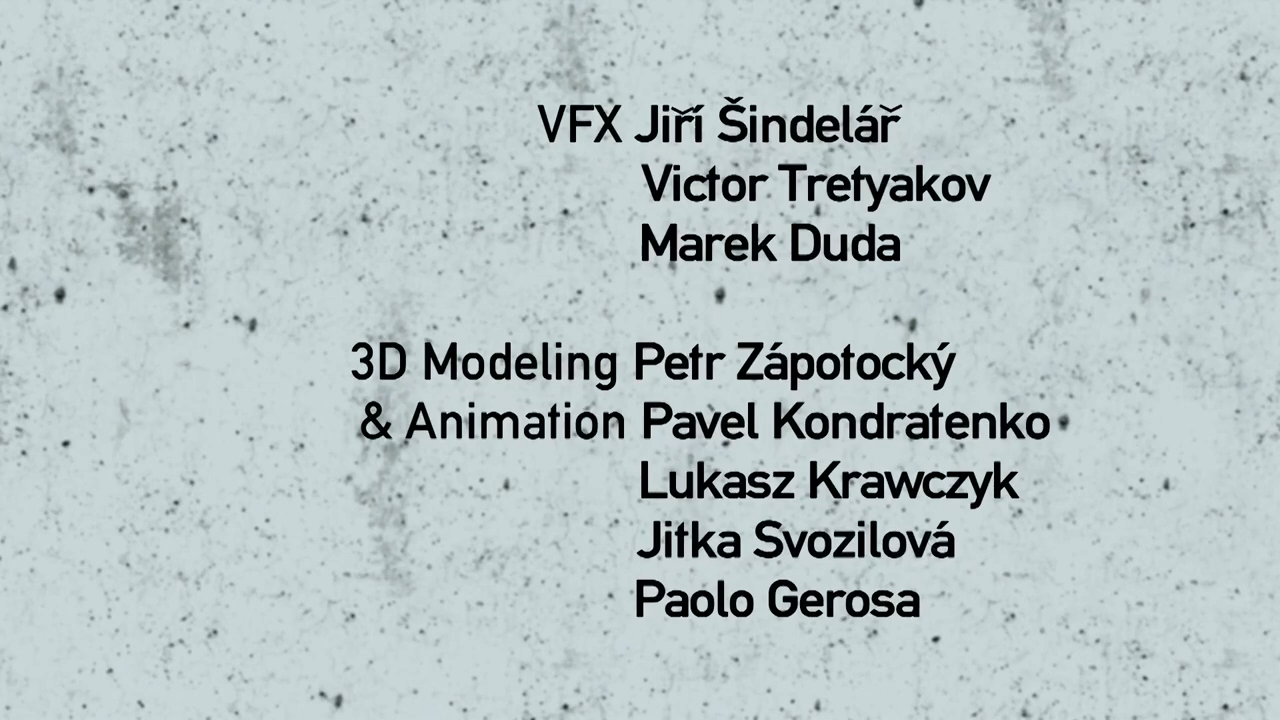 VFX Jiří Šindelář
Victor Tretyakov
Marek Duda
3D Modeling Petr Zápotocký
& Animation Pavel Kondratenko
Lukasz Krawczyk
Jitka Svozilová
Paolo Gerosa